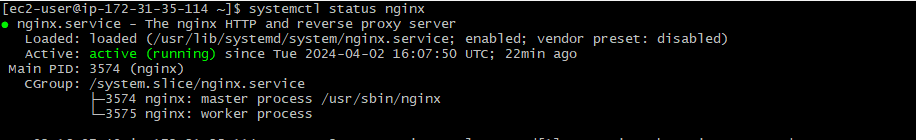 [ec2-user@ip-172-31-35-114 ~]$ systemctl status nginx
● nginx.service - The nginx HTTP and reverse proxy server
   Loaded: loaded (/usr/lib/systemd/system/nginx.service; enabled; vendor preset: disabled)
   Active: active (running) since Tue 2024-04-02 16:07:50 UTC; 22min ago
 Main PID: 3574 (nginx)
   CGroup: /system.slice/nginx.service
           ├─3574 nginx: master process /usr/sbin/nginx
           └─3575 nginx: worker process